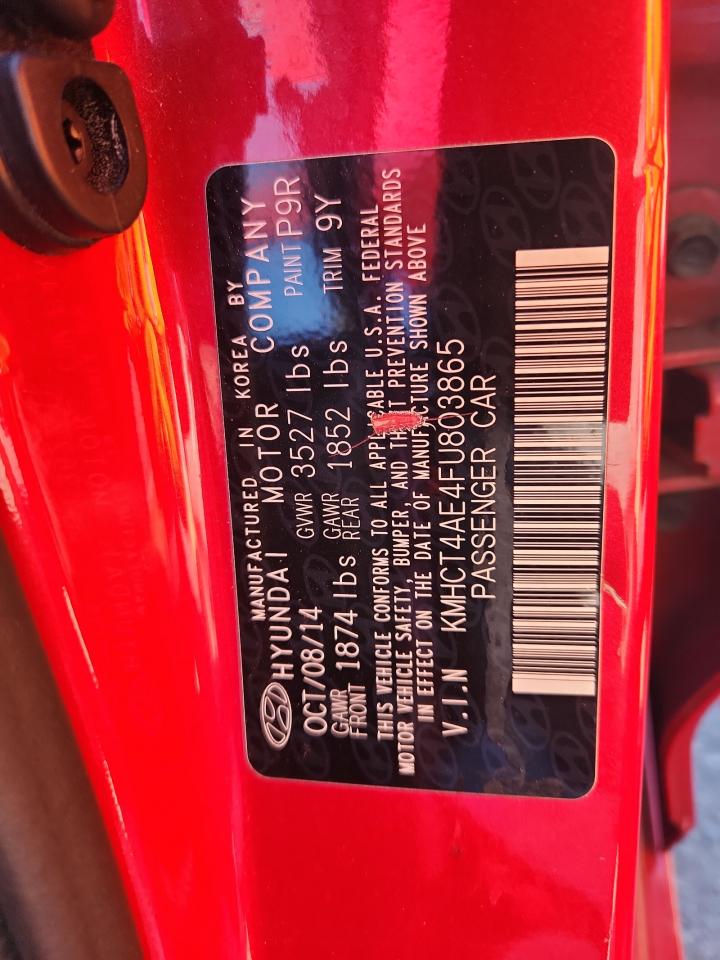 MANUFACTURED IN KOREA BY
HYUNDAI MOTOR COMPANY
OCT/08/14 GVWR 3527 lbs PAINT P9R
GAWR FRONT 1874 lbs GAWR REAR 1852 lbs TRIM 9Y
THIS VEHICLE CONFORMS TO ALL U.S.A. FEDERAL
MOTOR VEHICLE SAFETY, BUMPER, AND PREVENTION STANDARDS
IN EFFECT ON THE DATE OF MANUFACTURE SHOWN ABOVE
V.I.N KMHCT4AE4FU803865
PASSENGER CAR